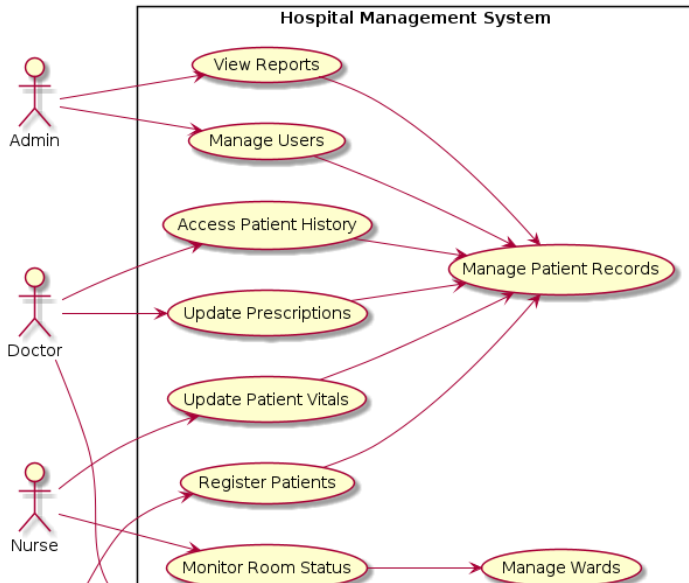 Hospital Management System
View Reports
Admin
Manage Users
Access Patient History
Manage Patient Records
Update Prescriptions
Doctor
Update Patient Vitals
Register Patients
Nurse
Monitor Room Status
Manage Wards